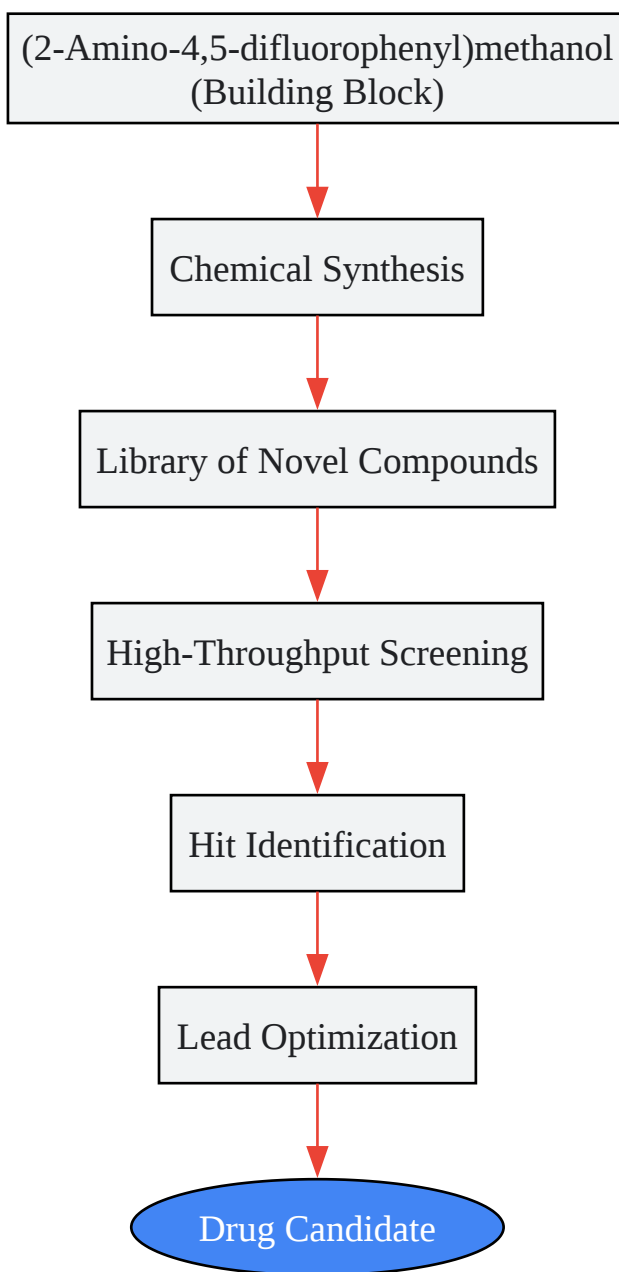 (2-Amino-4,5-difluorophenyl)methanol
(Building Block)
Chemical Synthesis
Library of Novel Compounds
High-Throughput Screening
Hit Identification
Lead Optimization
Drug Candidate